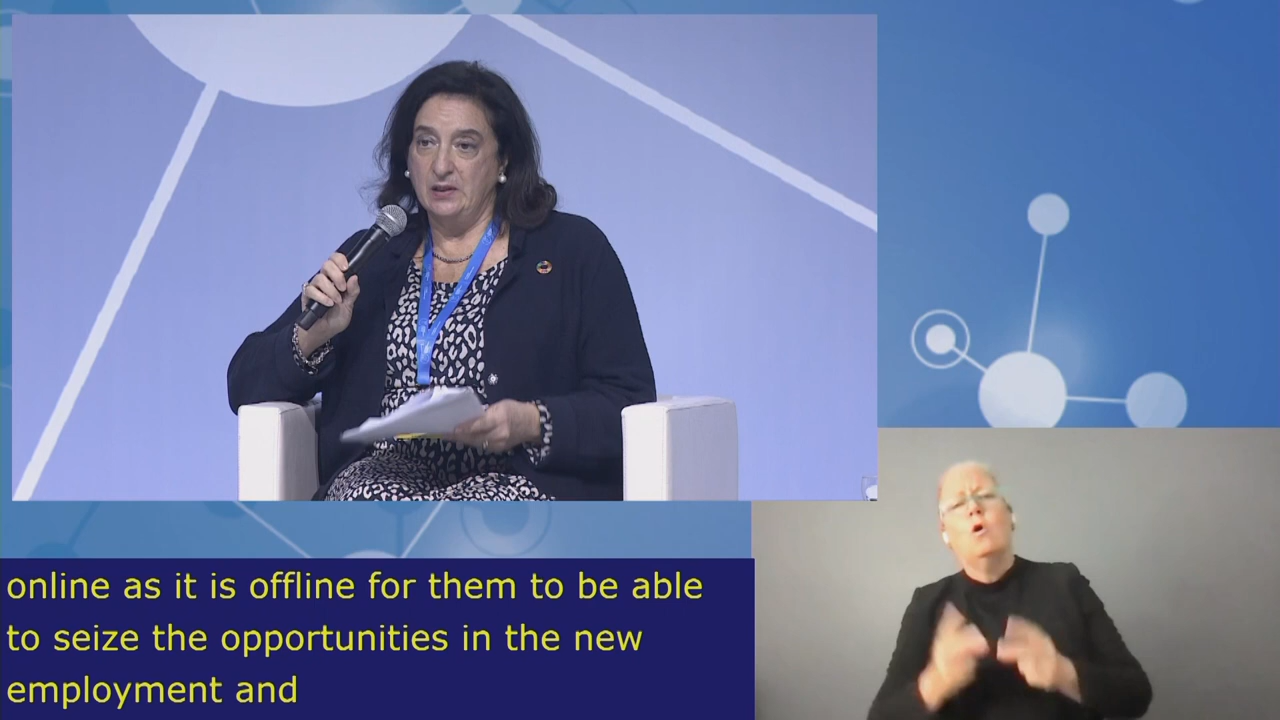 online as it is offline for them to be able
to seize the opportunities in the new
employment and